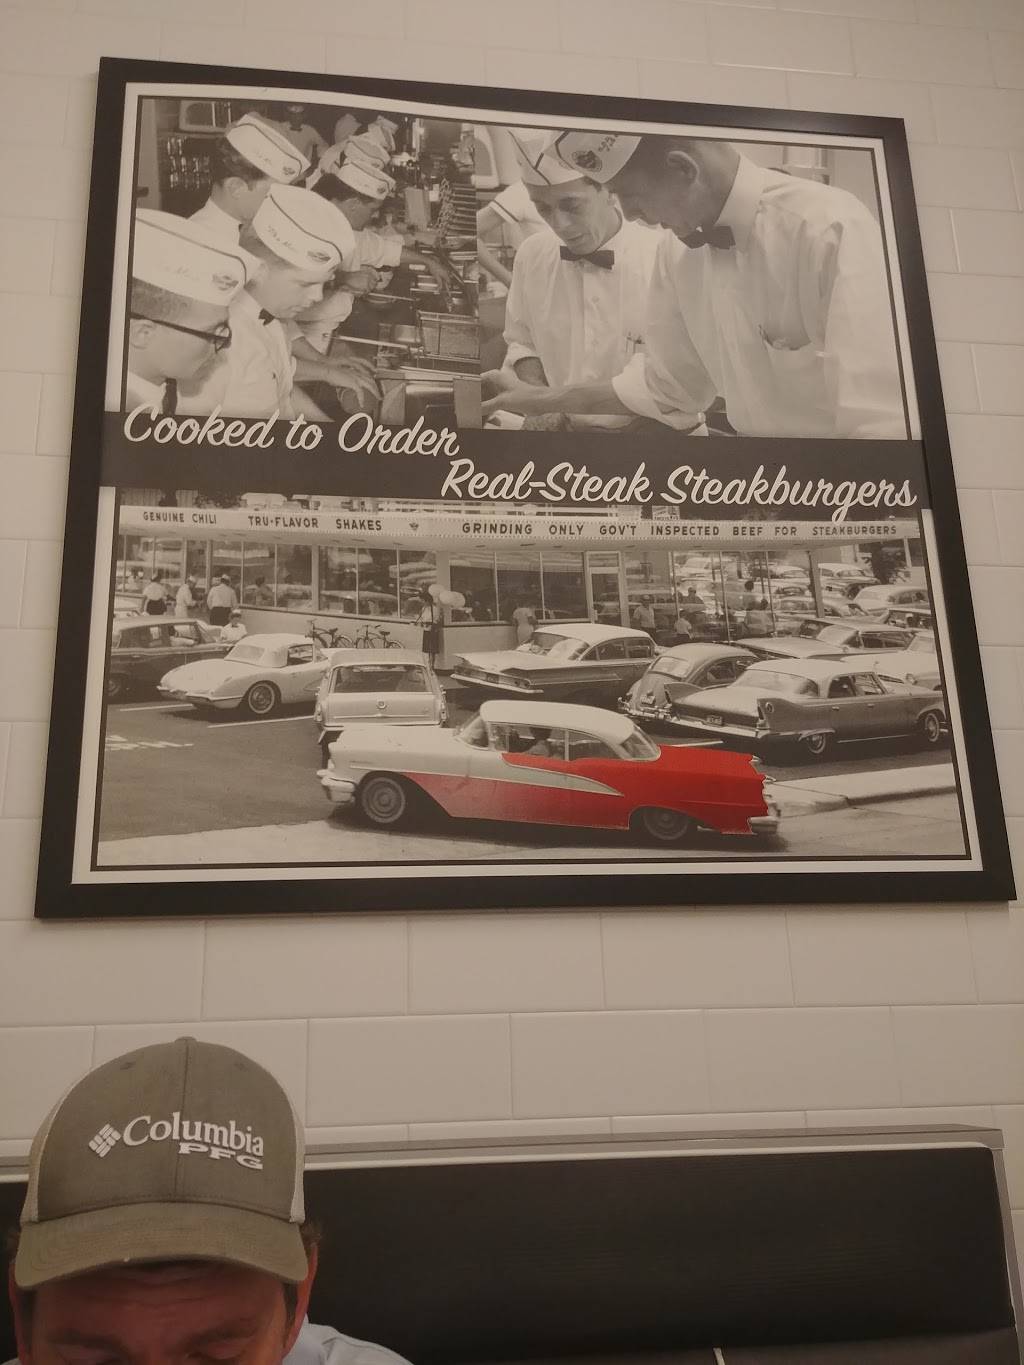 Cooked to Order,
Real-Steak Steakburgers
GENUINE CHILI TRU-FLAVOR SHAKES GRINDING ONLY GOV'T INSPECTED BEEF FOR STEAKBURGERS
Columbia
PFG